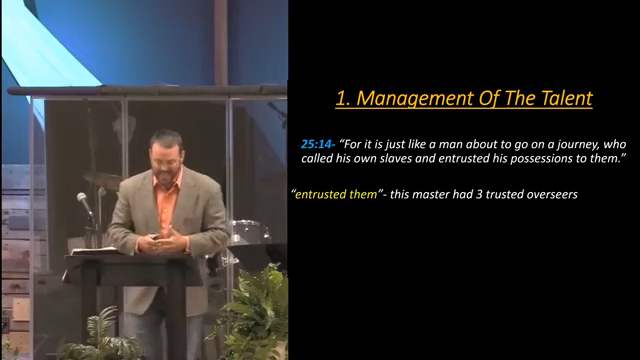 1. Management Of The Talent
25:14- “For it is just like a man about to go on a journey, who
called his own slaves and entrusted his possessions to them.”
“entrusted them”- this master had 3 trusted overseers